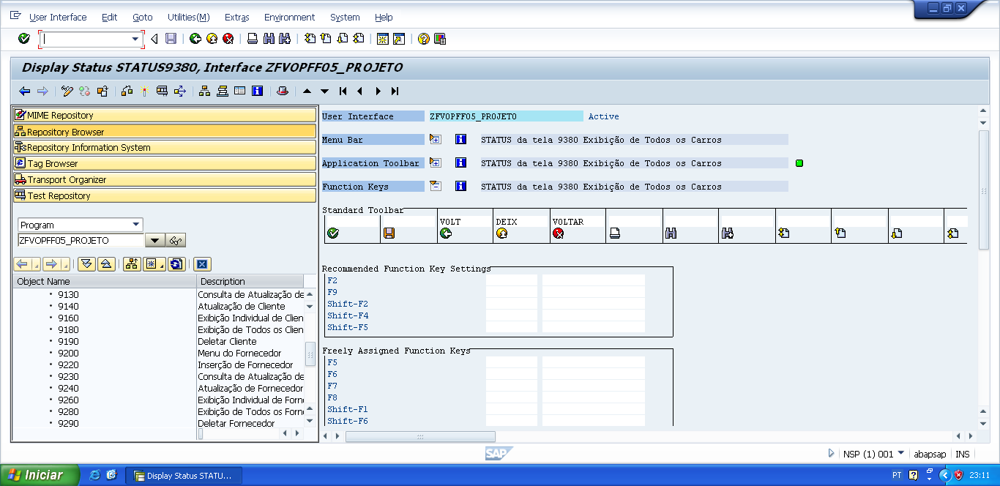 User Interface Edit Goto Utilities(M) Extras Environment System Help
Display Status STATUS9380, Interface ZFVOPFF05_PROJETO
MIME Repository
Repository Browser
Repository Information System
Tag Browser
Transport Organizer
Test Repository
Program
ZFVOPFF05_PROJETO
Object Name Description
9130 Consulta de Atualização de
9140 Atualização de Cliente
9160 Exibição Individual de Clien
9180 Exibição de Todos os Clien
9190 Deletar Cliente
9200 Menu do Fornecedor
9220 Inserção de Fornecedor
9230 Consulta de Atualização de
9240 Atualização de Fornecedor
9260 Exibição Individual de Forn
9280 Exibição de Todos os Forn
9290 Deletar Fornecedor
User Interface ZFVOPFF05_PROJETO Active
Menu Bar STATUS da tela 9380 Exibição de Todos os Carros
Application Toolbar STATUS da tela 9380 Exibição de Todos os Carros
Function Keys STATUS da tela 9380 Exibição de Todos os Carros
Standard Toolbar
VOLT DEIX VOLTAR
Recommended Function Key Settings
F2
F9
Shift-F2
Shift-F4
Shift-F5
Freely Assigned Function Keys
F5
F6
F7
F8
Shift-F1
Shift-F6
SAP NSP (1) 001 abapsap INS
Iniciar Display Status STATU... PT 23:11